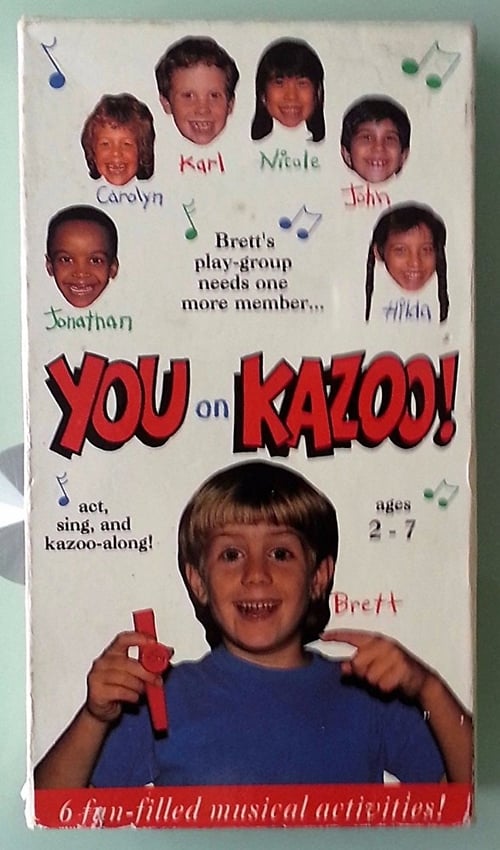 Carolyn
Karl
Nicole
John
Jonathan
Hilda
Brett's
play-group
needs one
more member...
YOU on KAZOO!
act,
sing, and
kazoo-along!
ages
2 - 7
Brett
6 fun-filled musical activities!